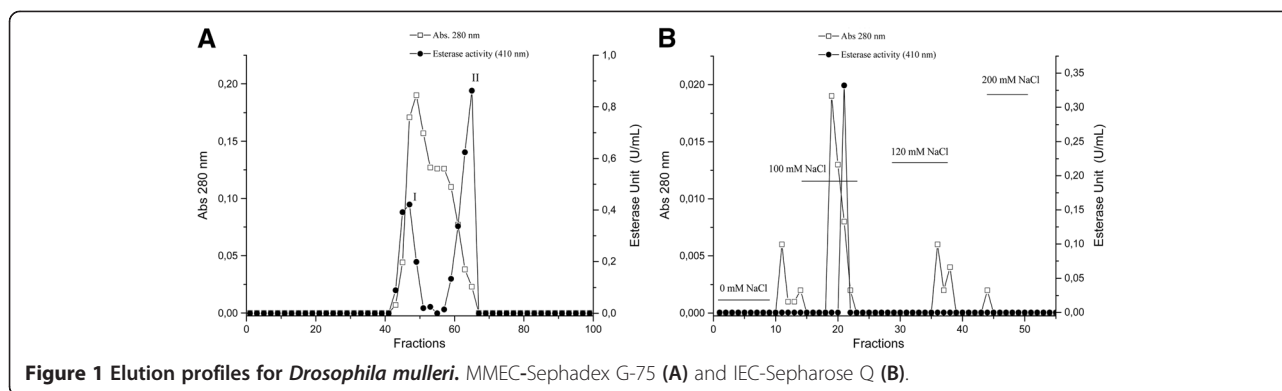 A
Abs. 280 nm
Esterase activity (410 nm)
I
II
0,20
0,15
0,10
0,05
0,00
Abs 280 nm
1,0
0,8
0,6
0,4
0,2
0,0
Esterase Unit (U/mL)
0
20
40
60
80
100
Fractions
B
Abs 280 nm
Esterase activity (410 nm)
0 mM NaCl
100 mM NaCl
120 mM NaCl
200 mM NaCl
0,020
0,015
0,010
0,005
0,000
Abs 280 nm
0,35
0,30
0,25
0,20
0,15
0,10
0,05
0,00
Esterase Unit (U/mL)
0
10
20
30
40
50
Fractions
Figure 1 Elution profiles for Drosophila mulleri. MMEC-Sephadex G-75 (A) and IEC-Sepharose Q (B).